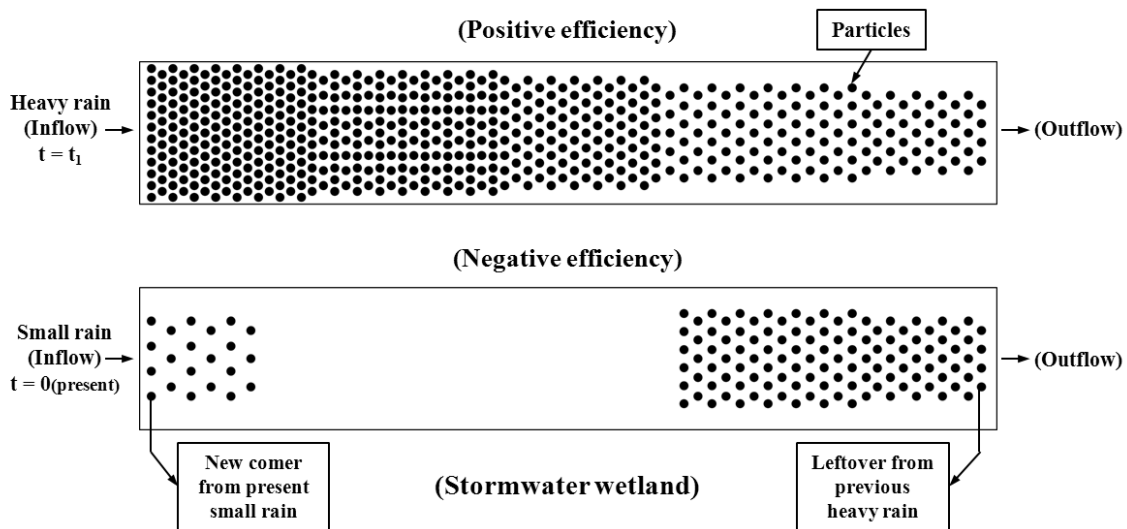 (Positive efficiency)
Particles
Heavy rain
(Inflow)
t = t₁
(Outflow)
(Negative efficiency)
Small rain
(Inflow)
t = 0(present)
(Outflow)
New comer
from present
small rain
(Stormwater wetland)
Leftover from
previous
heavy rain